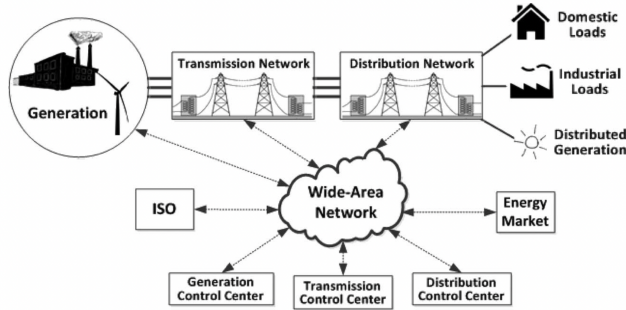 Generation
Transmission Network
Distribution Network
Domestic
Loads
Industrial
Loads
Distributed
Generation
Wide-Area
Network
ISO
Energy
Market
Generation
Control Center
Transmission
Control Center
Distribution
Control Center